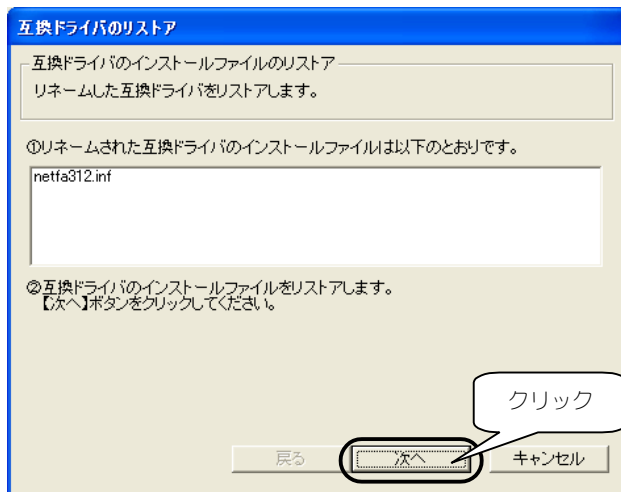 互換ドライバのリストア
互換ドライバのインストールファイルのリストア
リネームした互換ドライバをリストアします。
①リネームされた互換ドライバのインストールファイルは以下のとおりです。
netfa312.inf
②互換ドライバのインストールファイルをリストアします。
【次へ】ボタンをクリックしてください。
クリック
戻る 次へ キャンセル